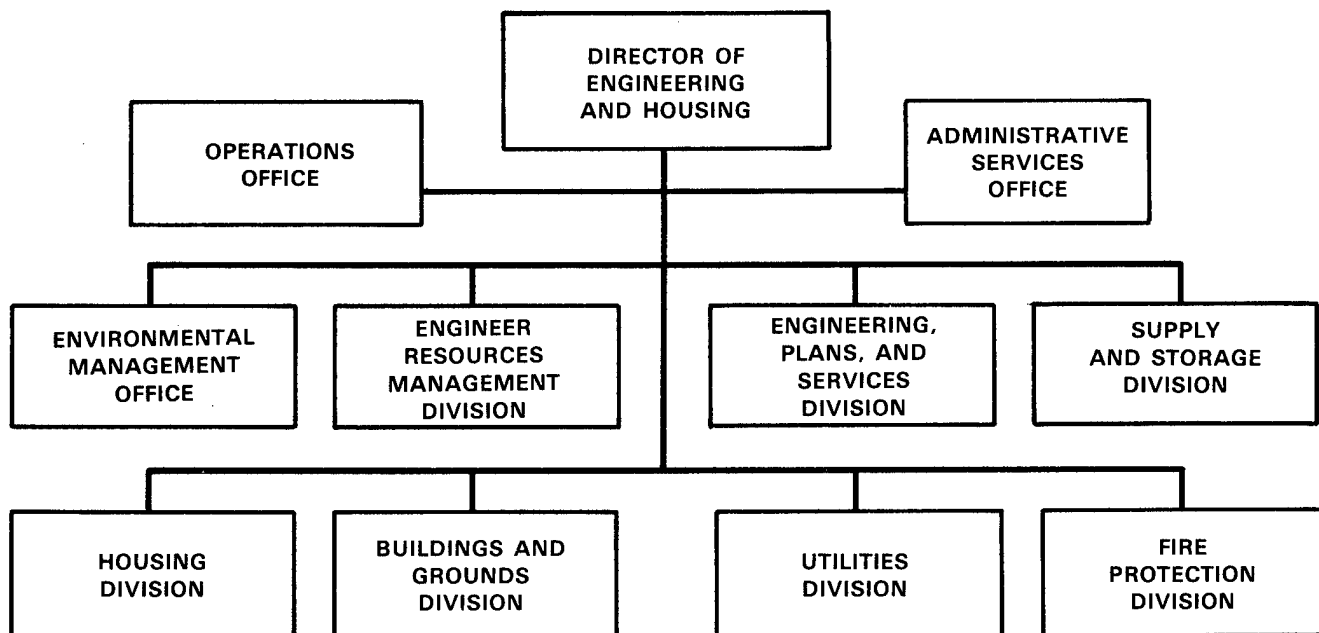 DIRECTOR OF
ENGINEERING
AND HOUSING
OPERATIONS
OFFICE
ADMINISTRATIVE
SERVICES
OFFICE
ENVIRONMENTAL
MANAGEMENT
OFFICE
ENGINEER
RESOURCES
MANAGEMENT
DIVISION
ENGINEERING,
PLANS, AND
SERVICES
DIVISION
SUPPLY
AND STORAGE
DIVISION
HOUSING
DIVISION
BUILDINGS AND
GROUNDS
DIVISION
UTILITIES
DIVISION
FIRE
PROTECTION
DIVISION